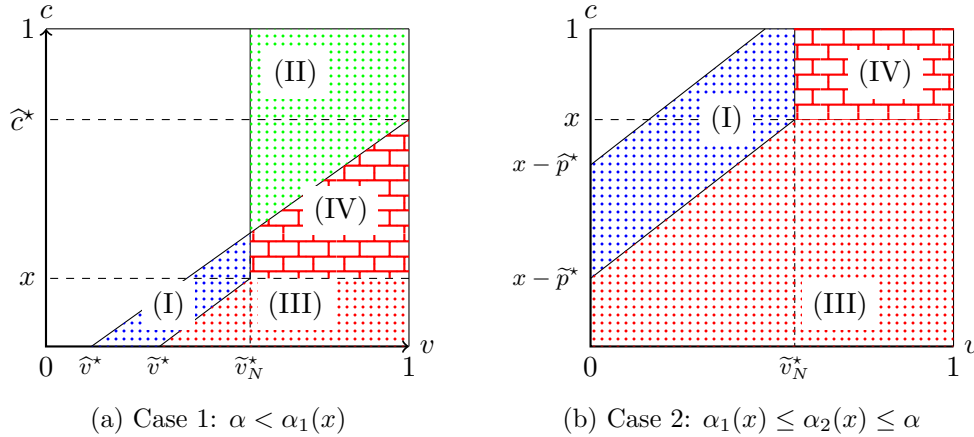 c
1
(II)
ĉ*
(IV)
x
(I)
(III)
0
v̂*
ṽ*
ṽ*_N
1
v
(a) Case 1: α < α₁(x)
c
1
(IV)
x
(I)
x − p̂*
x − p̃*
(III)
0
ṽ*_N
1
v
(b) Case 2: α₁(x) ≤ α₂(x) ≤ α